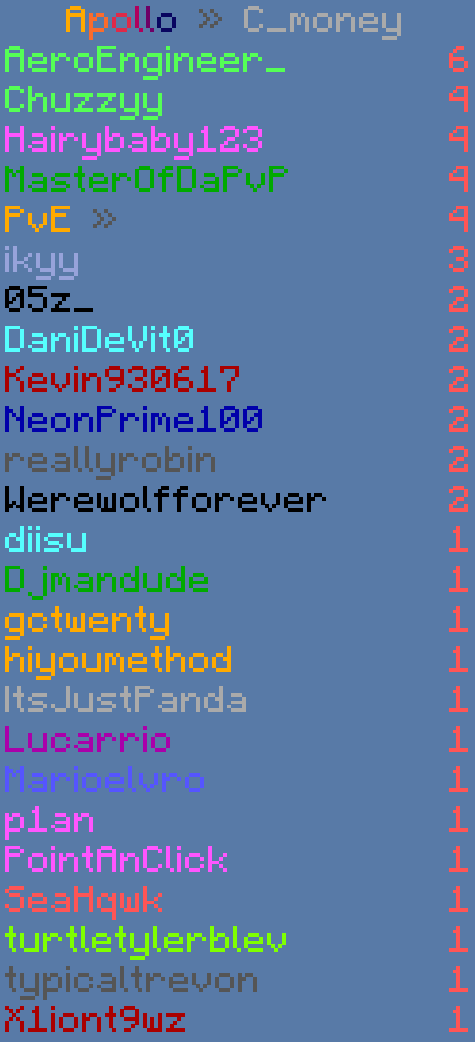 Apollo » C_money
AeroEngineer_ 6
Chuzzyy 4
Hairybaby123 4
MasterOfDaPvP 4
PvE » 4
ikyy 3
05z_ 2
DaniDeVit0 2
Kevin930617 2
NeonPrime100 2
reallyrobin 2
Werewolfforever 2
diisu 1
Djmandude 1
gctwenty 1
hiyoumethod 1
ItsJustPanda 1
Lucarrio 1
Marioelvro 1
p1an 1
PointAnClick 1
SeaHqwk 1
turtletylerblev 1
typicaltrevon 1
X1iont9wz 1